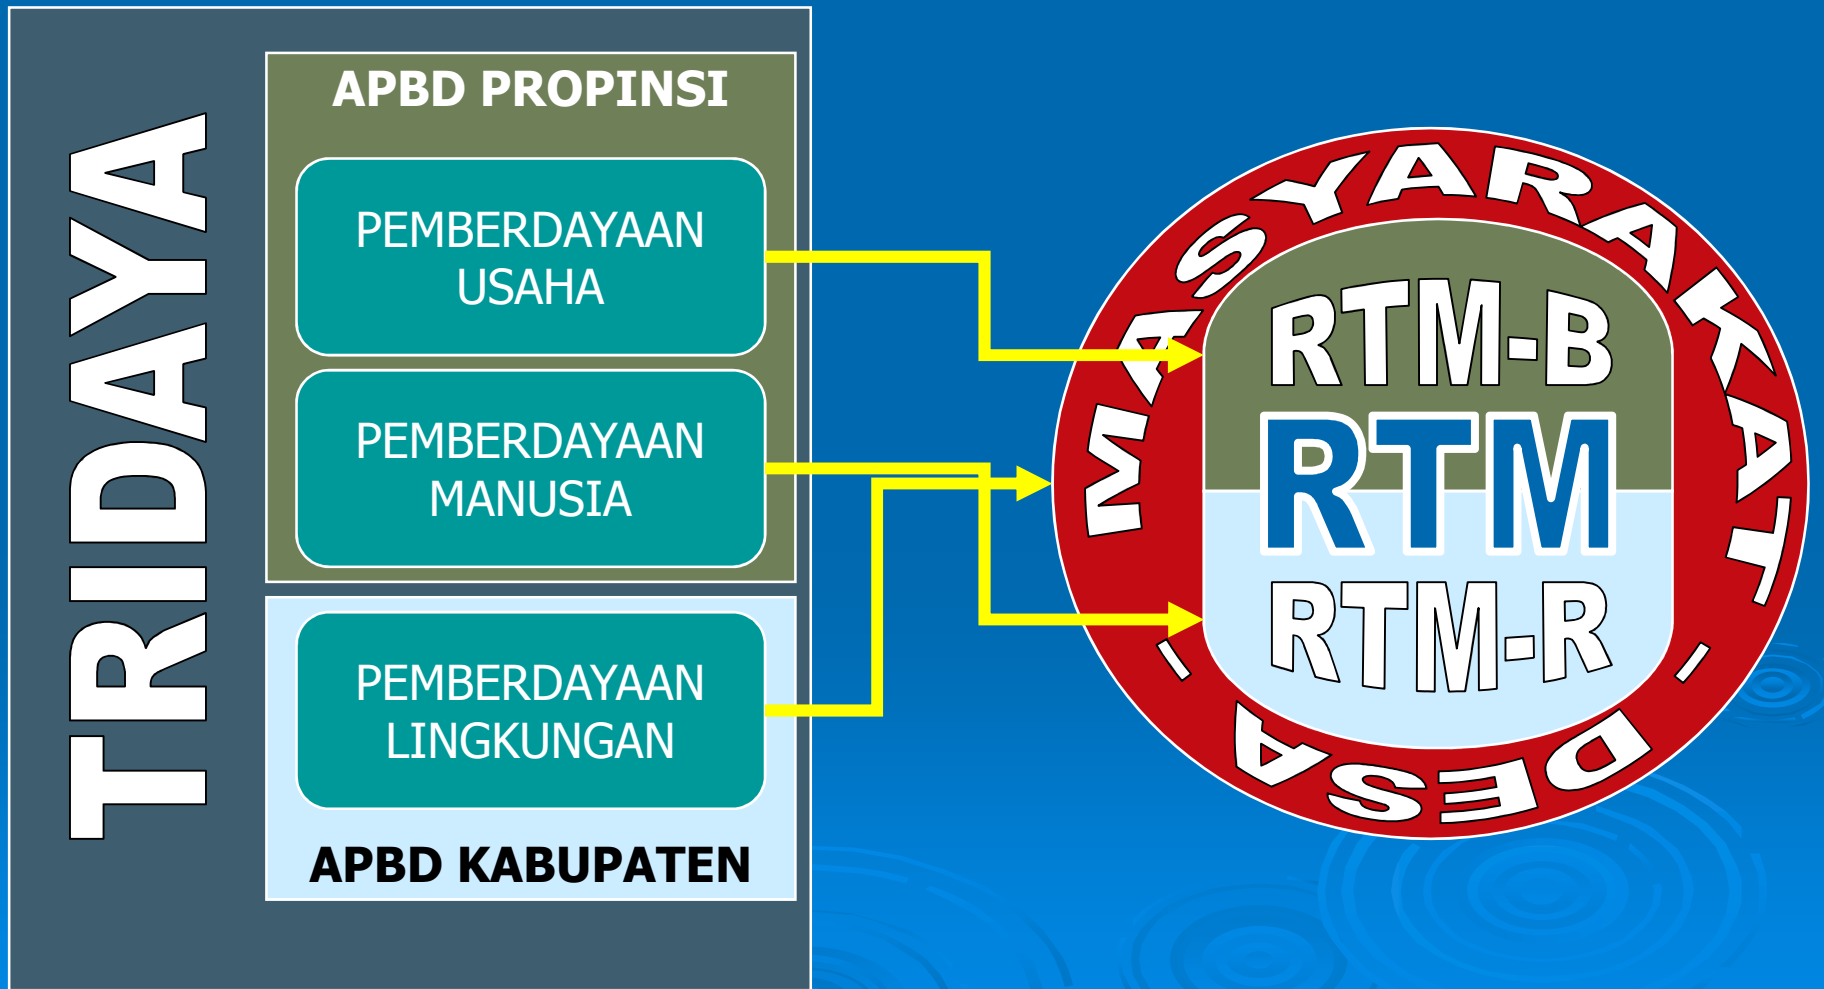 TRIDAYA
APBD PROPINSI
PEMBERDAYAAN
USAHA
PEMBERDAYAAN
MANUSIA
PEMBERDAYAAN
LINGKUNGAN
APBD KABUPATEN
MASYARAKAT - DESA -
RTM-B
RTM
RTM-R